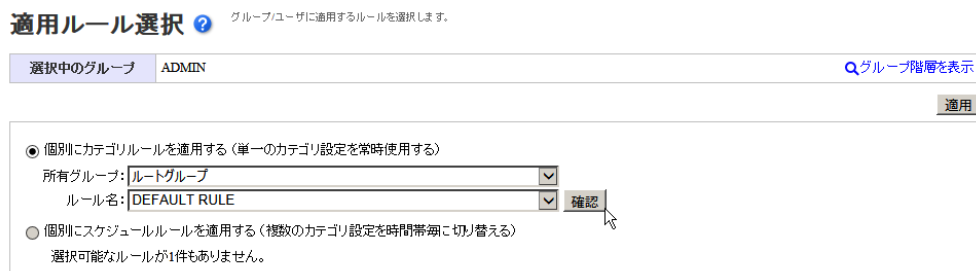 適用ルール選択 ? グループ/ユーザに適用するルールを選択します。
選択中のグループ ADMIN グループ階層を表示
適用
個別にカテゴリルールを適用する(単一のカテゴリ設定を常時使用する)
所有グループ: ルートグループ
ルール名: DEFAULT RULE 確認
個別にスケジュールルールを適用する(複数のカテゴリ設定を時間帯毎に切り替える)
選択可能なルールが1件もありません。